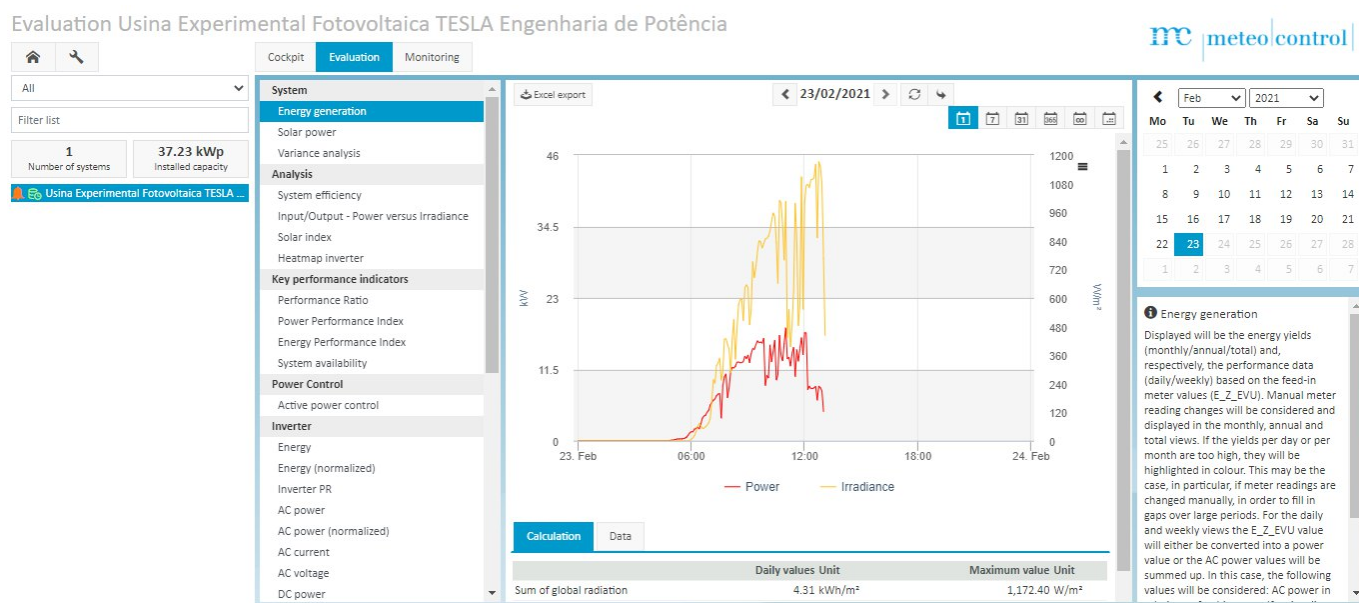 Evaluation Usina Experimental Fotovoltaica TESLA Engenharia de Potência
mc meteocontrol
Cockpit Evaluation Monitoring
All
Filter list
1
Number of systems
37.23 kWp
Installed capacity
Usina Experimental Fotovoltaica TESLA ...
System
Energy generation
Solar power
Variance analysis
Analysis
System efficiency
Input/Output - Power versus Irradiance
Solar index
Heatmap inverter
Key performance indicators
Performance Ratio
Power Performance Index
Energy Performance Index
System availability
Power Control
Active power control
Inverter
Energy
Energy (normalized)
Inverter PR
AC power
AC power (normalized)
AC current
AC voltage
DC power
Excel export
23/02/2021
1 7 31 365
46
34.5
23
11.5
0
kW
1200
1080
960
840
720
600
480
360
240
120
0
W/m²
23. Feb 06:00 12:00 18:00 24. Feb
Power Irradiance
Calculation Data
Daily values Unit Maximum value Unit
Sum of global radiation 4.31 kWh/m² 1,172.40 W/m²
Feb 2021
Mo Tu We Th Fr Sa Su
25 26 27 28 29 30 31
1 2 3 4 5 6 7
8 9 10 11 12 13 14
15 16 17 18 19 20 21
22 23 24 25 26 27 28
1 2 3 4 5 6 7
Energy generation
Displayed will be the energy yields
(monthly/annual/total) and,
respectively, the performance data
(daily/weekly) based on the feed-in
meter values (E_Z_EVU). Manual meter
reading changes will be considered and
displayed in the monthly, annual and
total views. If the yields per day or per
month are too high, they will be
highlighted in colour. This may be the
case, in particular, if meter readings are
changed manually, in order to fill in
gaps over large periods. For the daily
and weekly views the E_Z_EVU value
will either be converted into a power
value or the AC power values will be
summed up. In this case, the following
values will be considered: AC power in